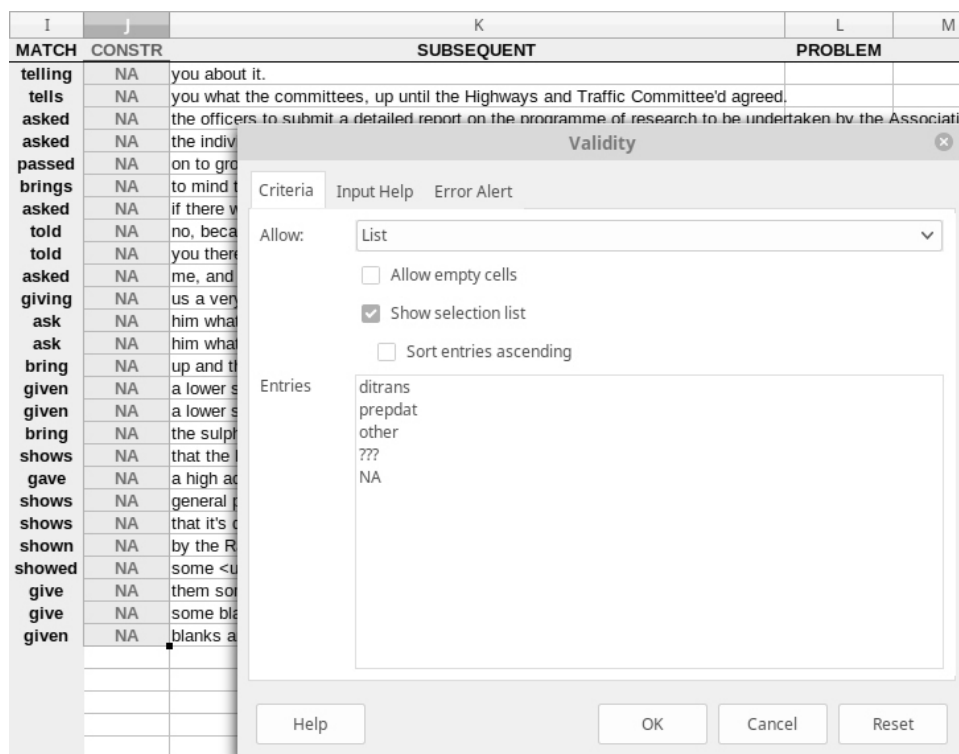 I J K L M
MATCH CONSTR SUBSEQUENT PROBLEM
telling NA you about it.
tells NA you what the committees, up until the Highways and Traffic Committee'd agreed.
asked NA the officers to submit a detailed report on the programme of research to be undertaken by the Associati
asked NA the indiv
passed NA on to gro
brings NA to mind
asked NA if there
told NA no, beca
told NA you there
asked NA me, and
giving NA us a very
ask NA him what
ask NA him what
bring NA up and
given NA a lower
given NA a lower
bring NA the sulph
shows NA that the
gave NA a high
shows NA general
shows NA that it's
shown NA by the R
showed NA some <u
give NA them
give NA some bla
given NA blanks a
Validity
Criteria Input Help Error Alert
Allow: List
Allow empty cells
Show selection list
Sort entries ascending
Entries
ditrans
prepdat
other
???
NA
Help OK Cancel Reset